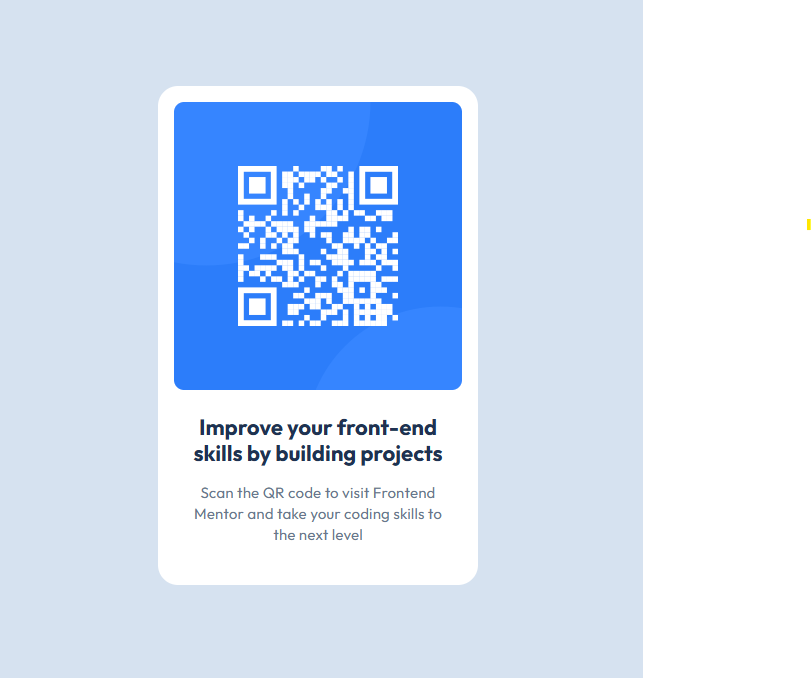 Improve your front-end
skills by building projects
Scan the QR code to visit Frontend
Mentor and take your coding skills to
the next level